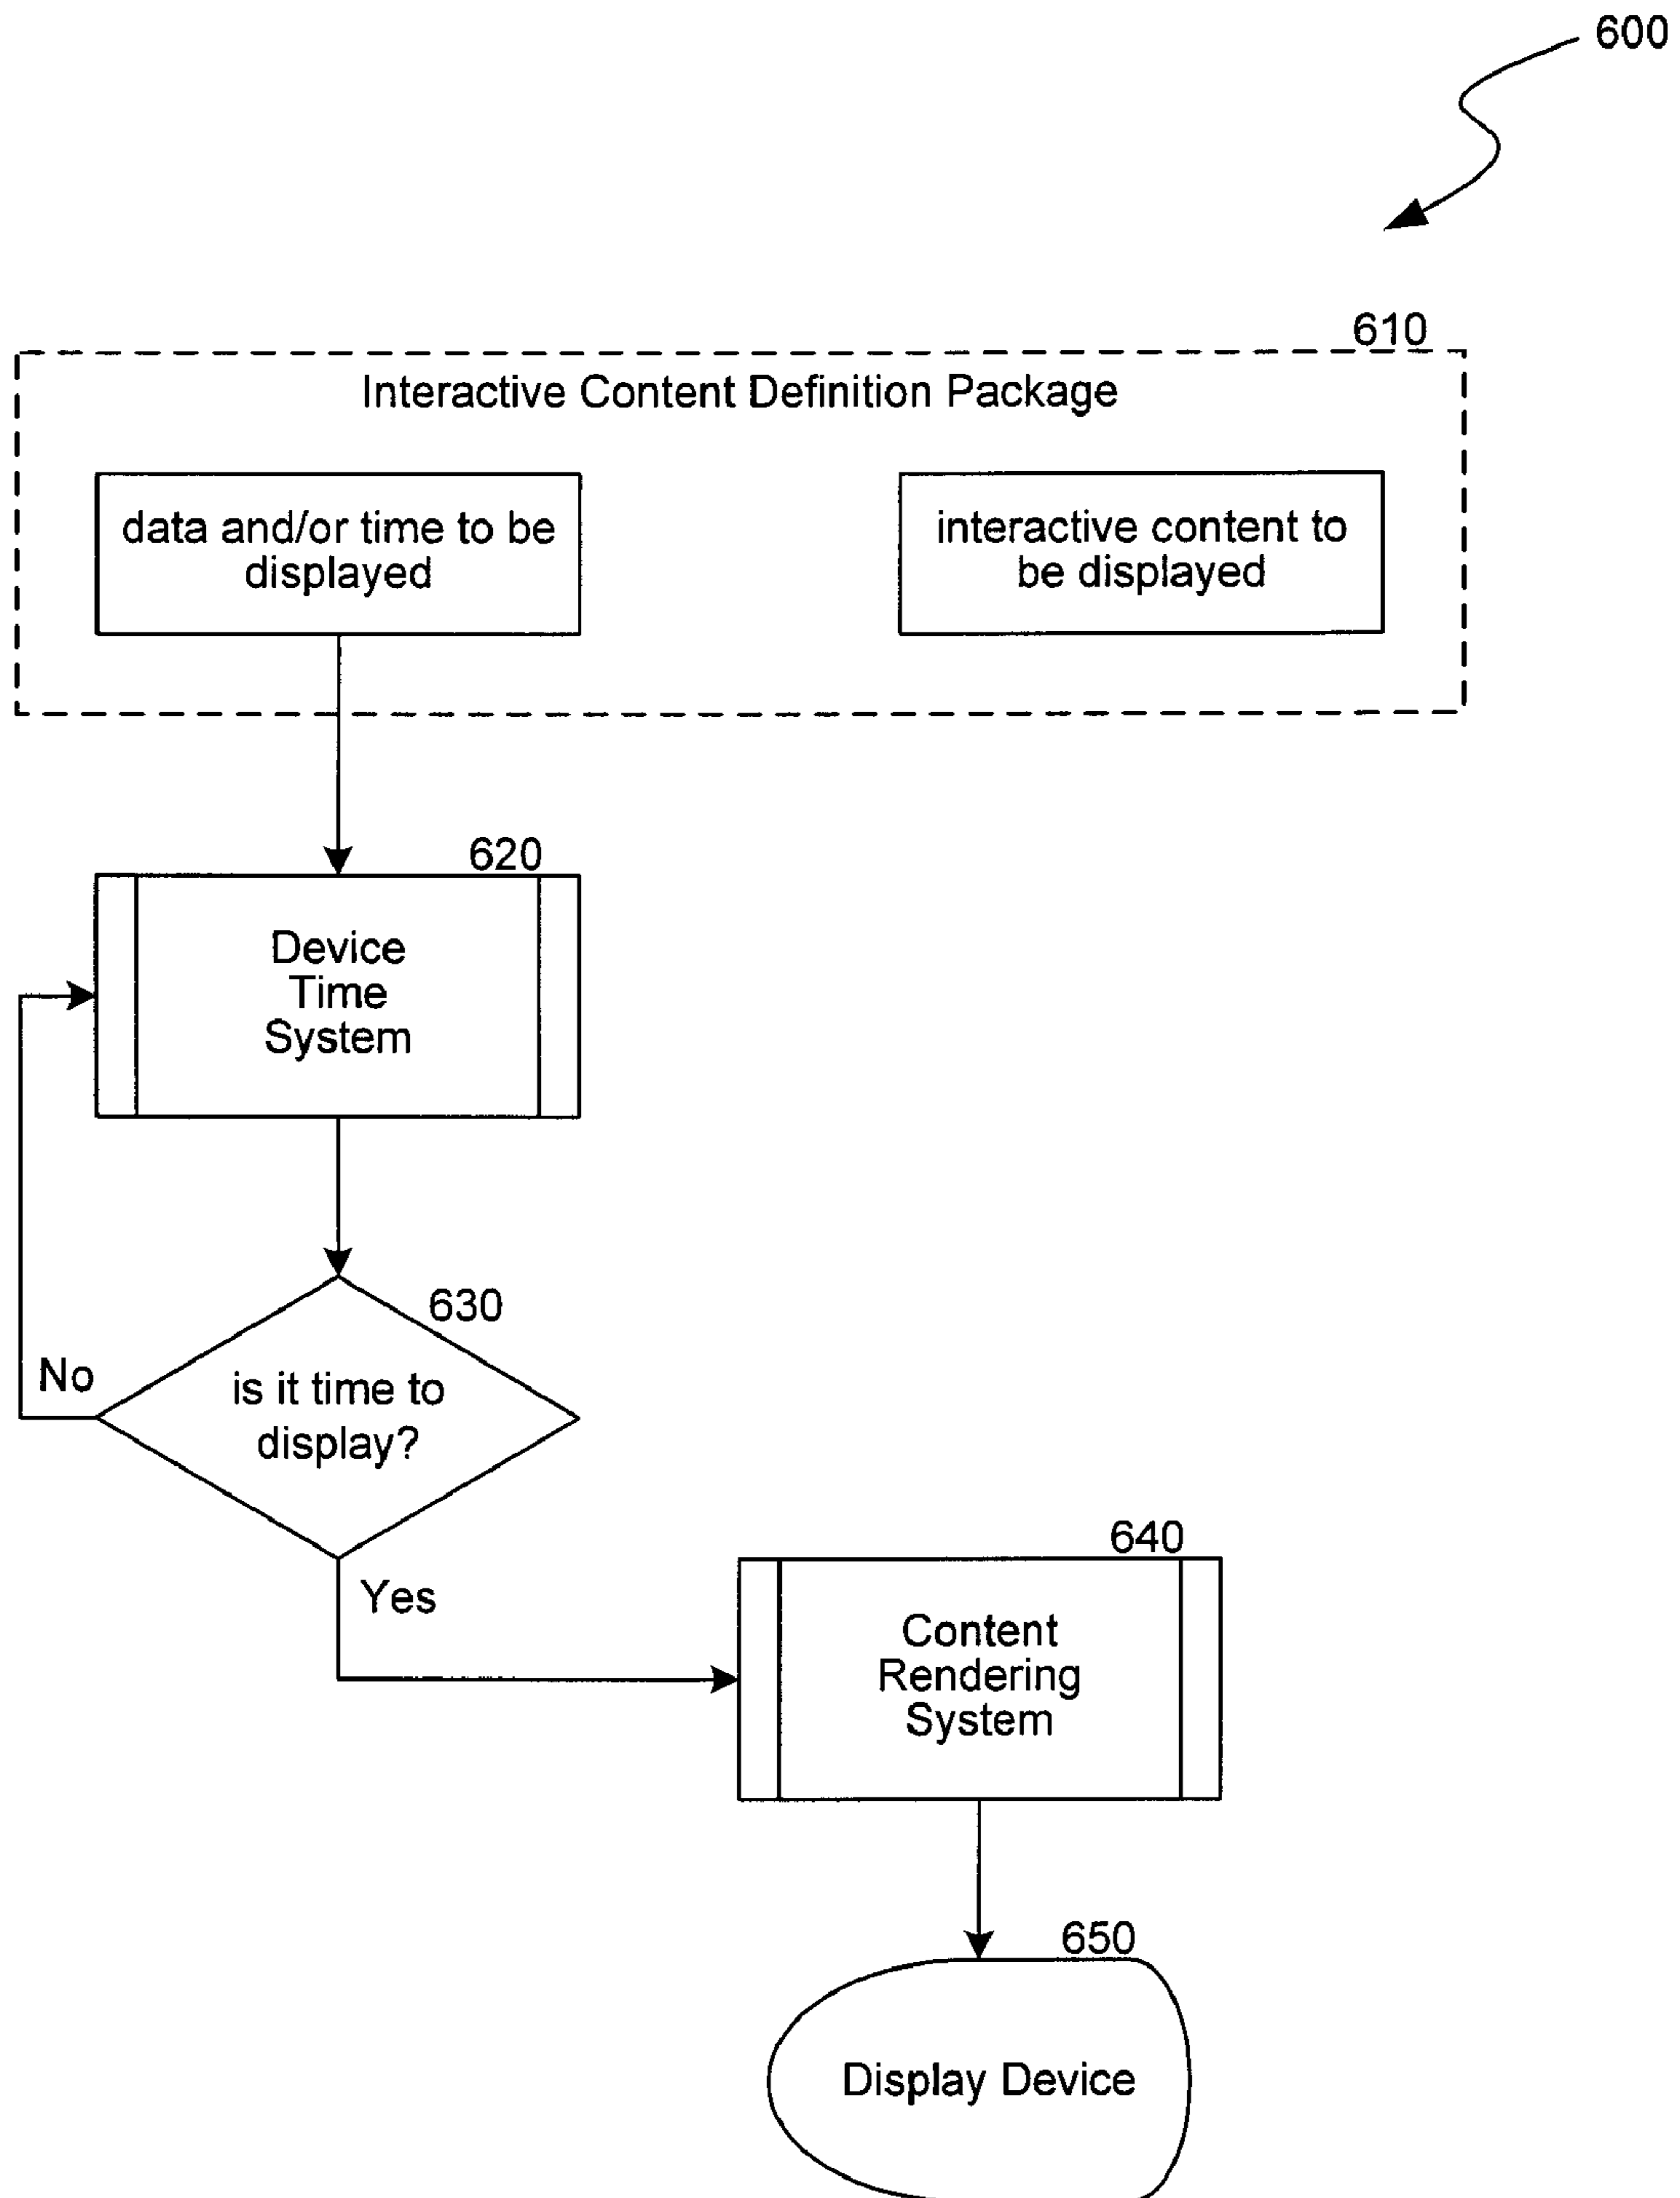 600
610
Interactive Content Definition Package
data and/or time to be
displayed
interactive content to
be displayed
620
Device
Time
System
630
No
is it time to
display?
Yes
640
Content
Rendering
System
650
Display Device